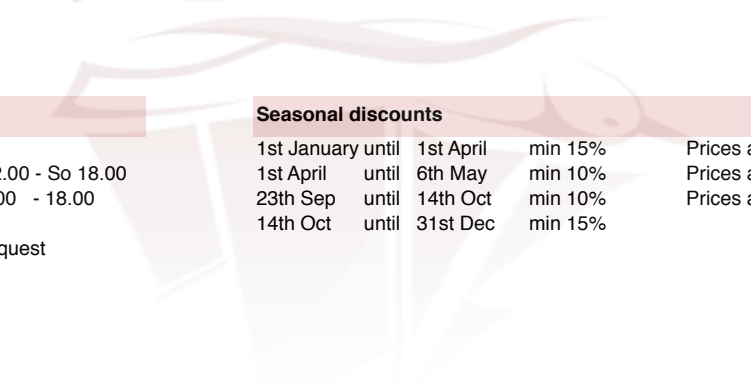 Seasonal discounts
1st January until 1st April min 15%
1st April until 6th May min 10%
23th Sep until 14th Oct min 10%
14th Oct until 31st Dec min 15%
.00 - So 18.00
00 - 18.00
quest
Prices a
Prices a
Prices a